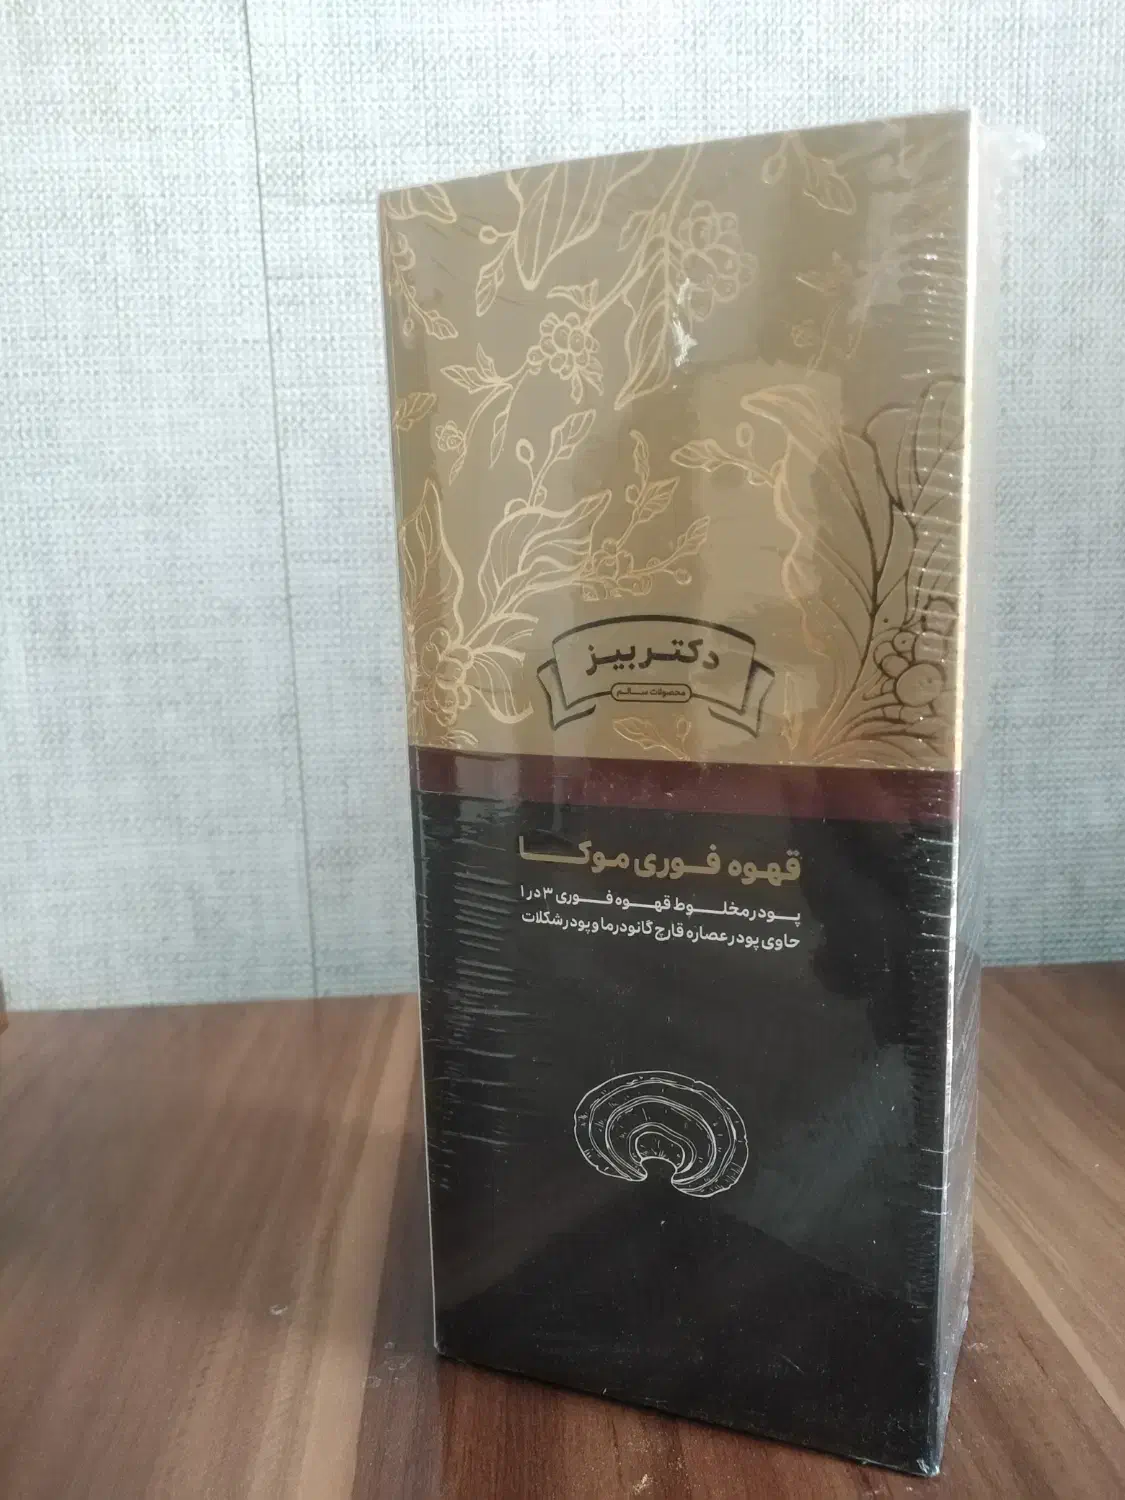 دکتر بیز
محصولات سالم
قهوه فوری موکا
پودر مخلوط قهوه فوری ۳ در ۱
حاوی پودر عصاره قارچ گانودرما و پودر شکلات